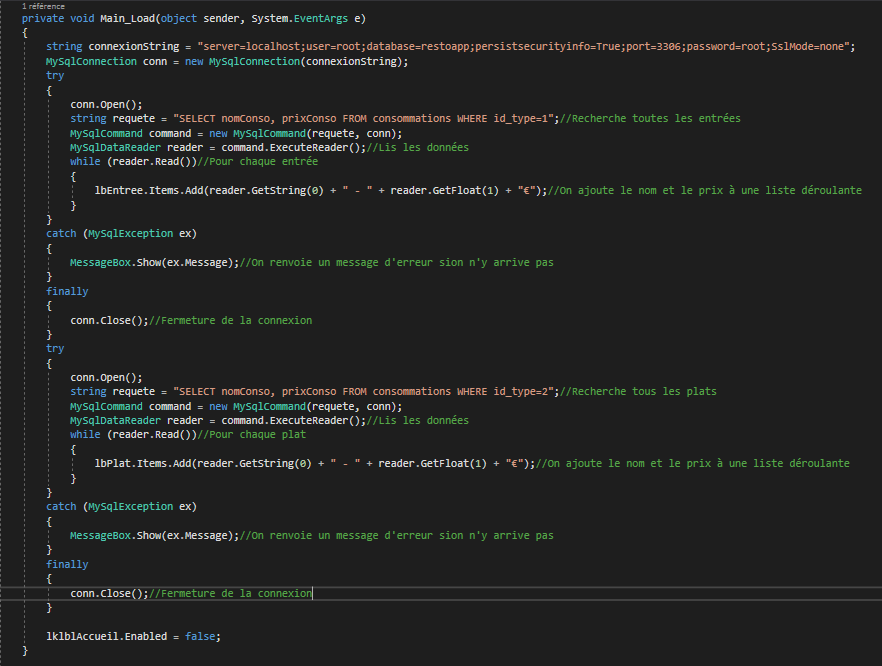 1 référence
private void Main_Load(object sender, System.EventArgs e)
{
string connexionString = "server=localhost;user=root;database=restoapp;persistsecurityinfo=True;port=3306;password=root;SslMode=none";
MySqlConnection conn = new MySqlConnection(connexionString);
try
{
conn.Open();
string requete = "SELECT nomConso, prixConso FROM consommations WHERE id_type=1";//Recherche toutes les entrées
MySqlCommand command = new MySqlCommand(requete, conn);
MySqlDataReader reader = command.ExecuteReader();//Lis les données
while (reader.Read())//Pour chaque entrée
{
lbEntree.Items.Add(reader.GetString(0) + " - " + reader.GetFloat(1) + "€");//On ajoute le nom et le prix à une liste déroulante
}
}
catch (MySqlException ex)
{
MessageBox.Show(ex.Message);//On renvoie un message d'erreur sion n'y arrive pas
}
finally
{
conn.Close();//Fermeture de la connexion
}
try
{
conn.Open();
string requete = "SELECT nomConso, prixConso FROM consommations WHERE id_type=2";//Recherche tous les plats
MySqlCommand command = new MySqlCommand(requete, conn);
MySqlDataReader reader = command.ExecuteReader();//Lis les données
while (reader.Read())//Pour chaque plat
{
lbPlat.Items.Add(reader.GetString(0) + " - " + reader.GetFloat(1) + "€");//On ajoute le nom et le prix à une liste déroulante
}
}
catch (MySqlException ex)
{
MessageBox.Show(ex.Message);//On renvoie un message d'erreur sion n'y arrive pas
}
finally
{
conn.Close();//Fermeture de la connexion
}
lklblAccueil.Enabled = false;
}